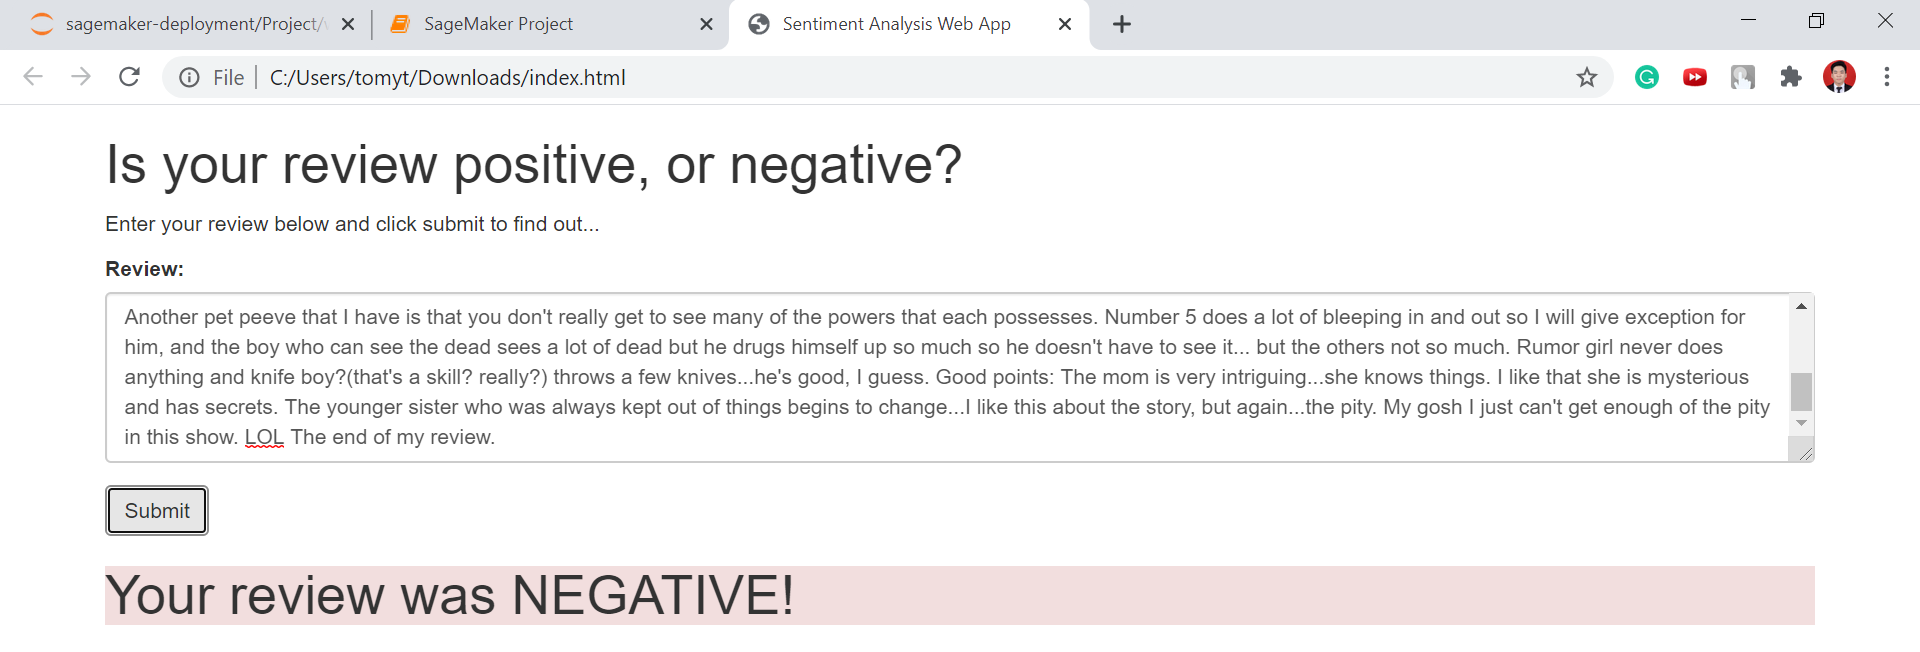 sagemaker-deployment/Project/
SageMaker Project
Sentiment Analysis Web App
File
C:/Users/tomyt/Downloads/index.html
Is your review positive, or negative?
Enter your review below and click submit to find out...
Review:
Another pet peeve that I have is that you don't really get to see many of the powers that each possesses. Number 5 does a lot of bleeping in and out so I will give exception for
him, and the boy who can see the dead sees a lot of dead but he drugs himself up so much so he doesn't have to see it... but the others not so much. Rumor girl never does
anything and knife boy?(that's a skill? really?) throws a few knives...he's good, I guess. Good points: The mom is very intriguing...she knows things. I like that she is mysterious
and has secrets. The younger sister who was always kept out of things begins to change...I like this about the story, but again...the pity. My gosh I just can't get enough of the pity
in this show. LOL The end of my review.
Submit
Your review was NEGATIVE!